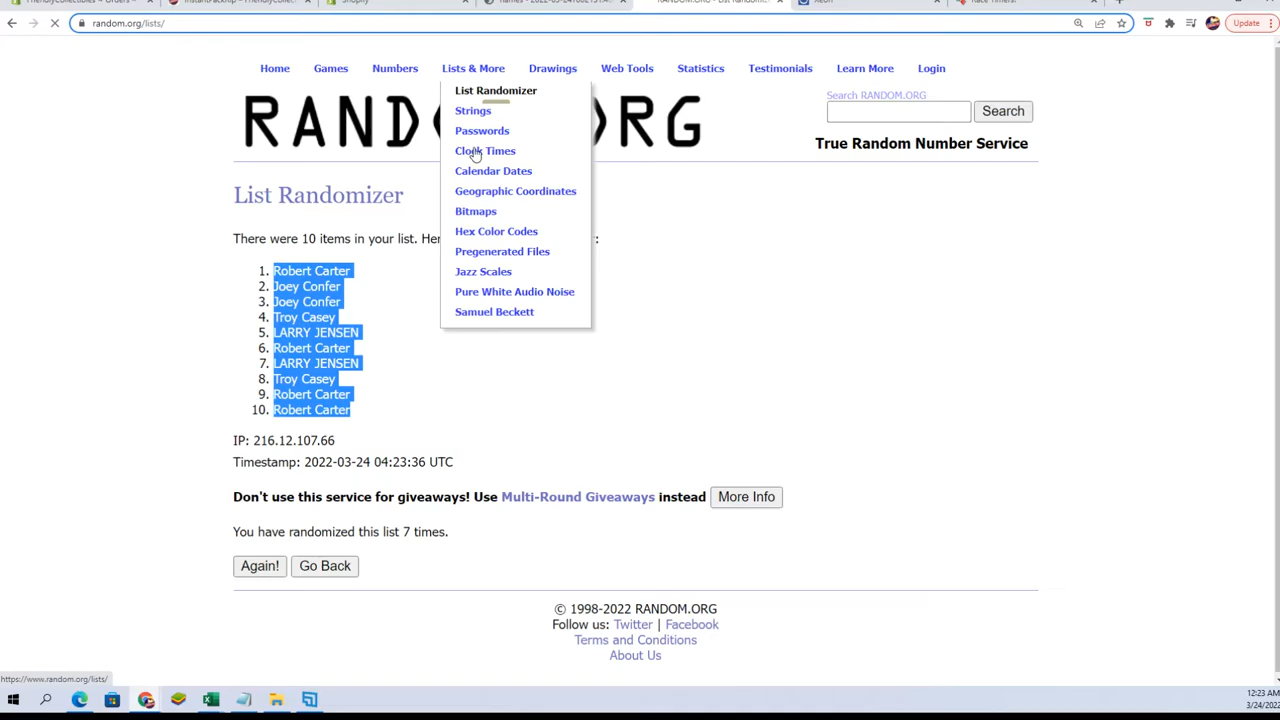 random.org/lists/
Update
Home Games Numbers Lists & More Drawings Web Tools Statistics Testimonials Learn More Login
List Randomizer
Strings
Passwords
Clock Times
Calendar Dates
Geographic Coordinates
Bitmaps
Hex Color Codes
Pregenerated Files
Jazz Scales
Pure White Audio Noise
Samuel Beckett
Search RANDOM.ORG
Search
True Random Number Service
List Randomizer
There were 10 items in your list. Her :
1. Robert Carter
2. Joey Confer
3. Joey Confer
4. Troy Casey
5. LARRY JENSEN
6. Robert Carter
7. LARRY JENSEN
8. Troy Casey
9. Robert Carter
10. Robert Carter
IP: 216.12.107.66
Timestamp: 2022-03-24 04:23:36 UTC
Don't use this service for giveaways! Use Multi-Round Giveaways instead More Info
You have randomized this list 7 times.
Again! Go Back
© 1998-2022 RANDOM.ORG
Follow us: Twitter | Facebook
Terms and Conditions
About Us
https://www.random.org/lists/
12:23 AM
3/24/2022